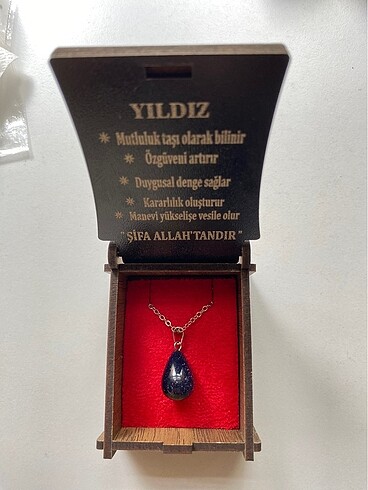 YILDIZ
* Mutluluk taşı olarak bilinir
* Özgüveni artırır
* Duygusal denge sağlar
* Kararlılık oluşturur
* Manevi yükselişe vesile olur
" ŞİFA ALLAH'TANDIR "